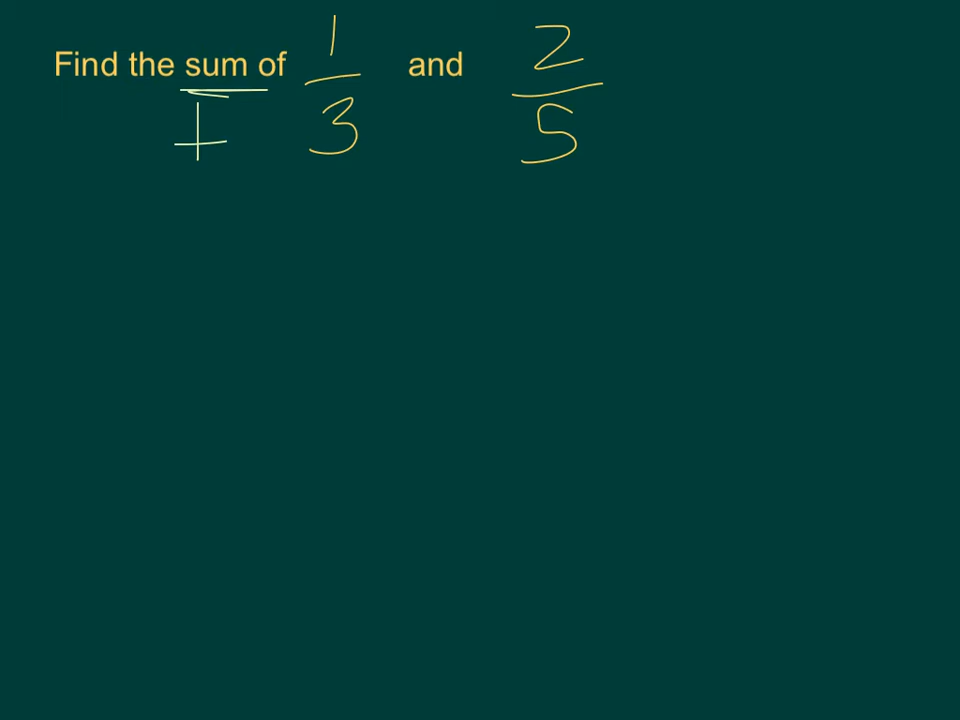 Find the sum of 1/3 and 2/5
+